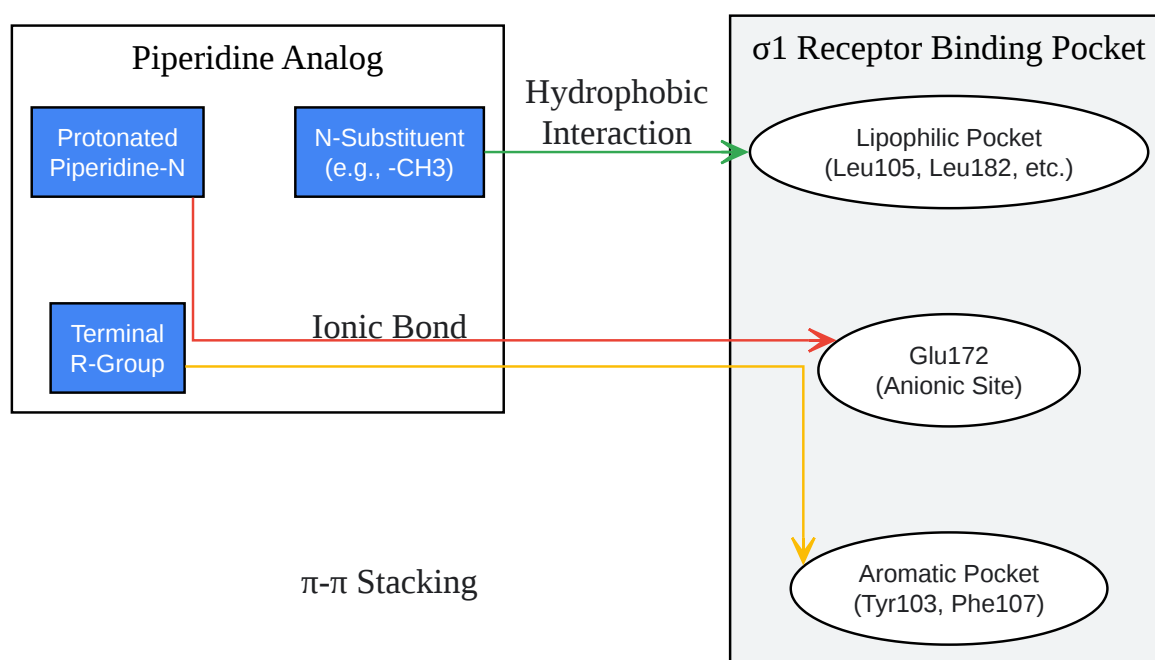 Piperidine Analog
σ1 Receptor Binding Pocket
Protonated
Piperidine-N
N-Substituent
(e.g., -CH3)
Hydrophobic
Interaction
Lipophilic Pocket
(Leu105, Leu182, etc.)
Terminal
R-Group
Ionic Bond
Glu172
(Anionic Site)
π-π Stacking
Aromatic Pocket
(Tyr103, Phe107)